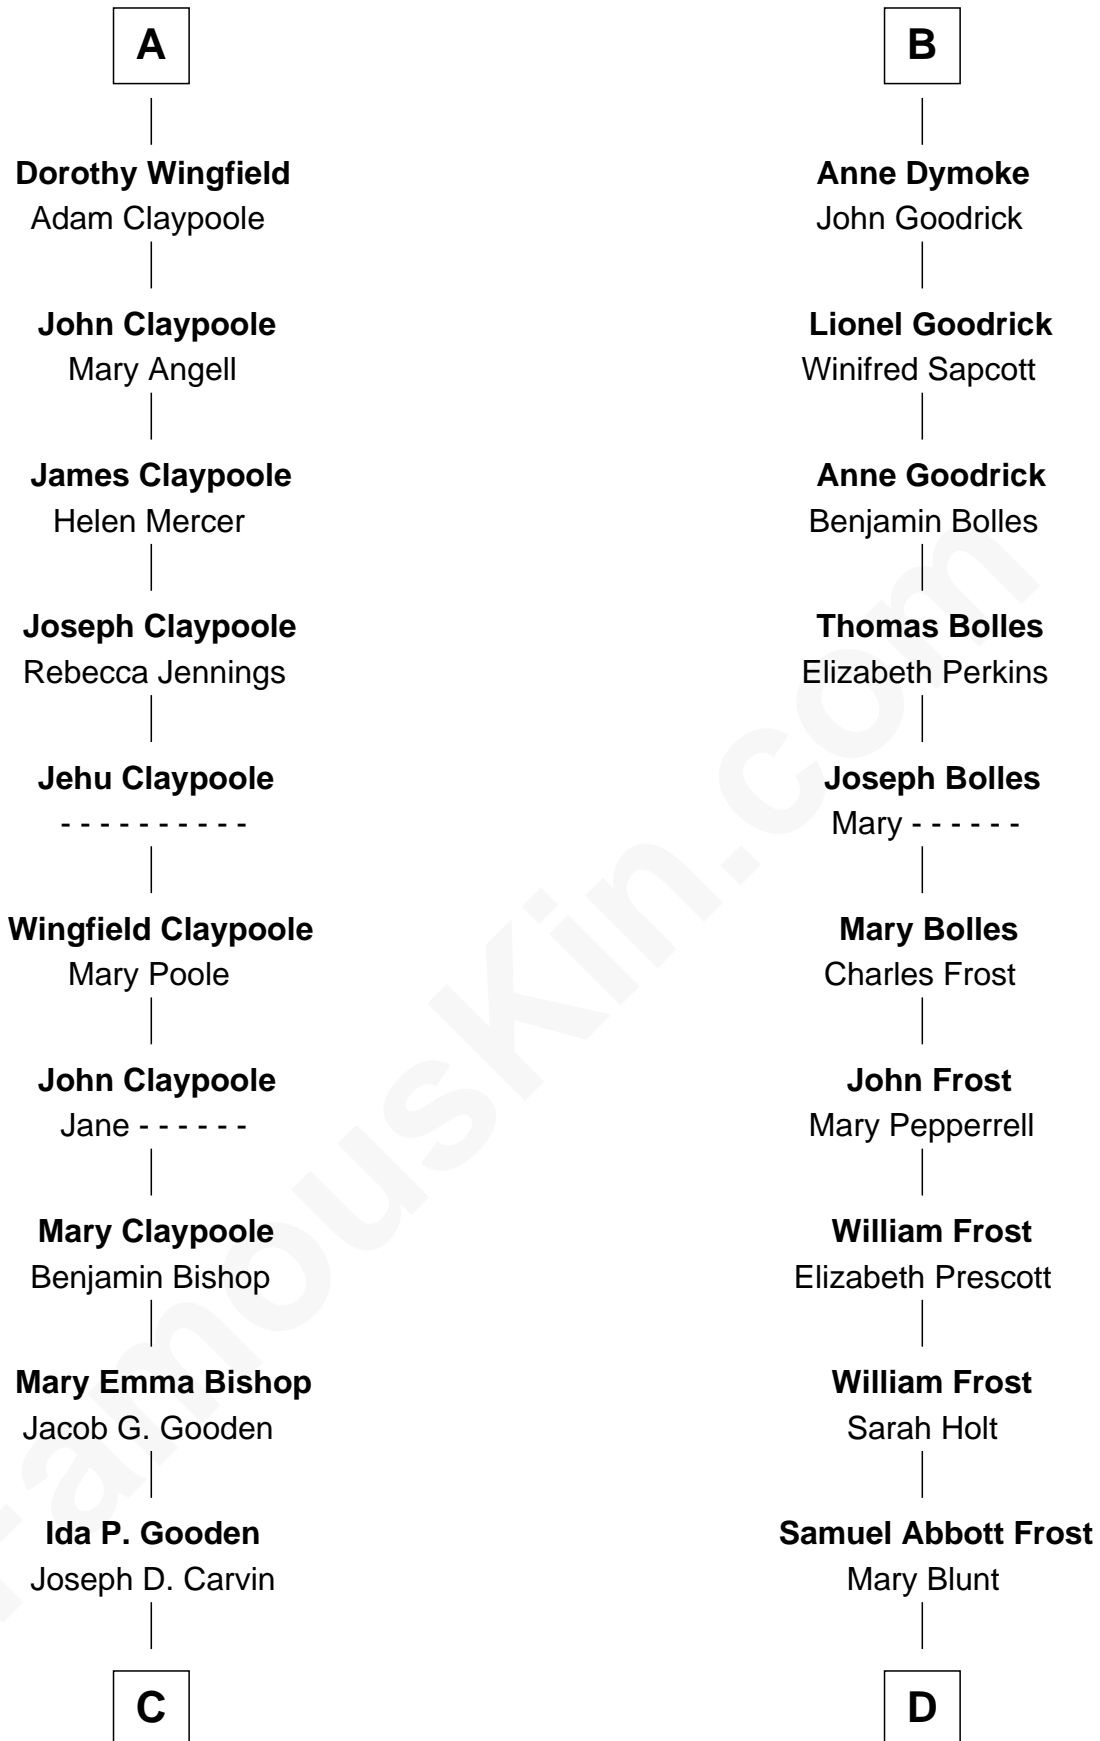 A
Dorothy Wingfield
Adam Claypoole
John Claypoole
Mary Angell
James Claypoole
Helen Mercer
Joseph Claypoole
Rebecca Jennings
Jehu Claypoole
- - - - - - - - - -
Wingfield Claypoole
Mary Poole
John Claypoole
Jane - - - - - -
Mary Claypoole
Benjamin Bishop
Mary Emma Bishop
Jacob G. Gooden
Ida P. Gooden
Joseph D. Carvin
C
B
Anne Dymoke
John Goodrick
Lionel Goodrick
Winifred Sapcott
Anne Goodrick
Benjamin Bolles
Thomas Bolles
Elizabeth Perkins
Joseph Bolles
Mary - - - - - -
Mary Bolles
Charles Frost
John Frost
Mary Pepperrell
William Frost
Elizabeth Prescott
William Frost
Sarah Holt
Samuel Abbott Frost
Mary Blunt
D
FamousKin.com